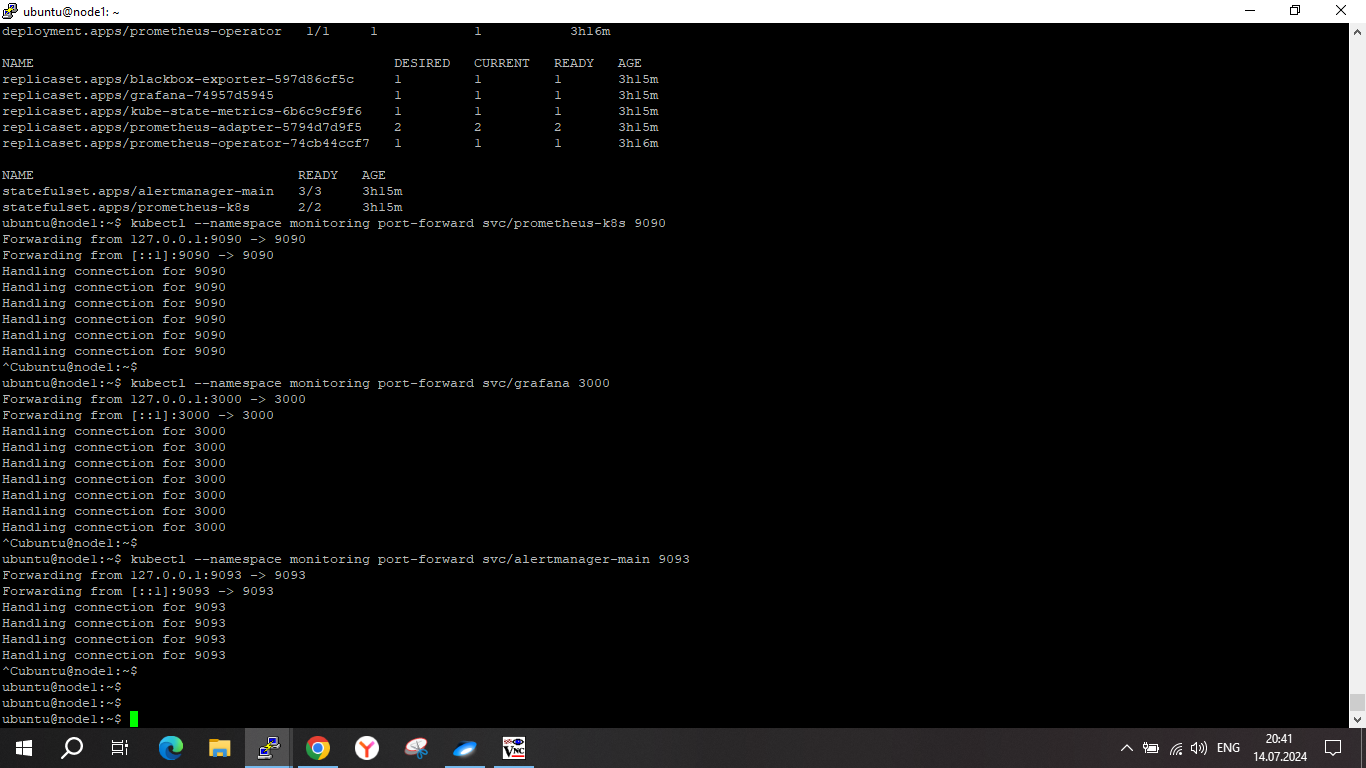 ubuntu@node1: ~
deployment.apps/prometheus-operator 1/1 1 1 3h16m
NAME DESIRED CURRENT READY AGE
replicaset.apps/blackbox-exporter-597d86cf5c 1 1 1 3h15m
replicaset.apps/grafana-74957d5945 1 1 1 3h15m
replicaset.apps/kube-state-metrics-6b6c9cf9f6 1 1 1 3h15m
replicaset.apps/prometheus-adapter-5794d7d9f5 2 2 2 3h15m
replicaset.apps/prometheus-operator-74cb44ccf7 1 1 1 3h16m
NAME READY AGE
statefulset.apps/alertmanager-main 3/3 3h15m
statefulset.apps/prometheus-k8s 2/2 3h15m
ubuntu@node1:~$ kubectl --namespace monitoring port-forward svc/prometheus-k8s 9090
Forwarding from 127.0.0.1:9090 -> 9090
Forwarding from [::1]:9090 -> 9090
Handling connection for 9090
Handling connection for 9090
Handling connection for 9090
Handling connection for 9090
Handling connection for 9090
Handling connection for 9090
^Cubuntu@node1:~$
ubuntu@node1:~$ kubectl --namespace monitoring port-forward svc/grafana 3000
Forwarding from 127.0.0.1:3000 -> 3000
Forwarding from [::1]:3000 -> 3000
Handling connection for 3000
Handling connection for 3000
Handling connection for 3000
Handling connection for 3000
Handling connection for 3000
Handling connection for 3000
Handling connection for 3000
^Cubuntu@node1:~$
ubuntu@node1:~$ kubectl --namespace monitoring port-forward svc/alertmanager-main 9093
Forwarding from 127.0.0.1:9093 -> 9093
Forwarding from [::1]:9093 -> 9093
Handling connection for 9093
Handling connection for 9093
Handling connection for 9093
Handling connection for 9093
^Cubuntu@node1:~$
ubuntu@node1:~$
ubuntu@node1:~$
ubuntu@node1:~$
Y
VNC
ENG
20:41
14.07.2024